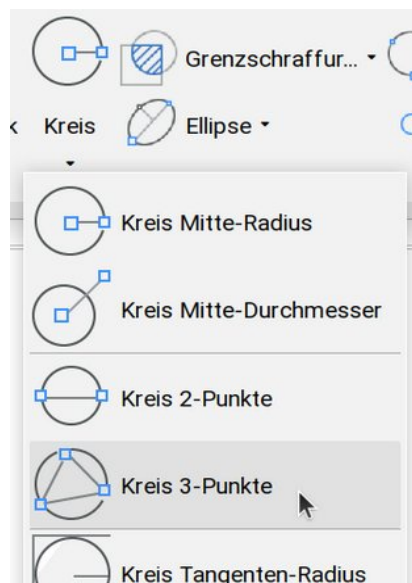 Grenzschraffur...
Kreis
Ellipse
Kreis Mitte-Radius
Kreis Mitte-Durchmesser
Kreis 2-Punkte
Kreis 3-Punkte
Kreis Tangenten-Radius